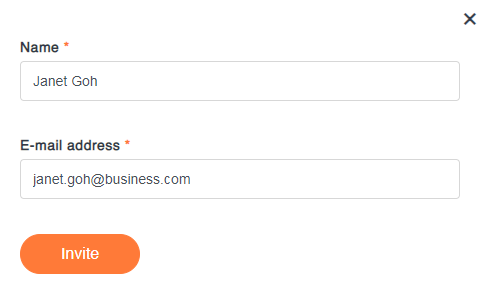 Name *
Janet Goh
E-mail address *
janet.goh@business.com
Invite